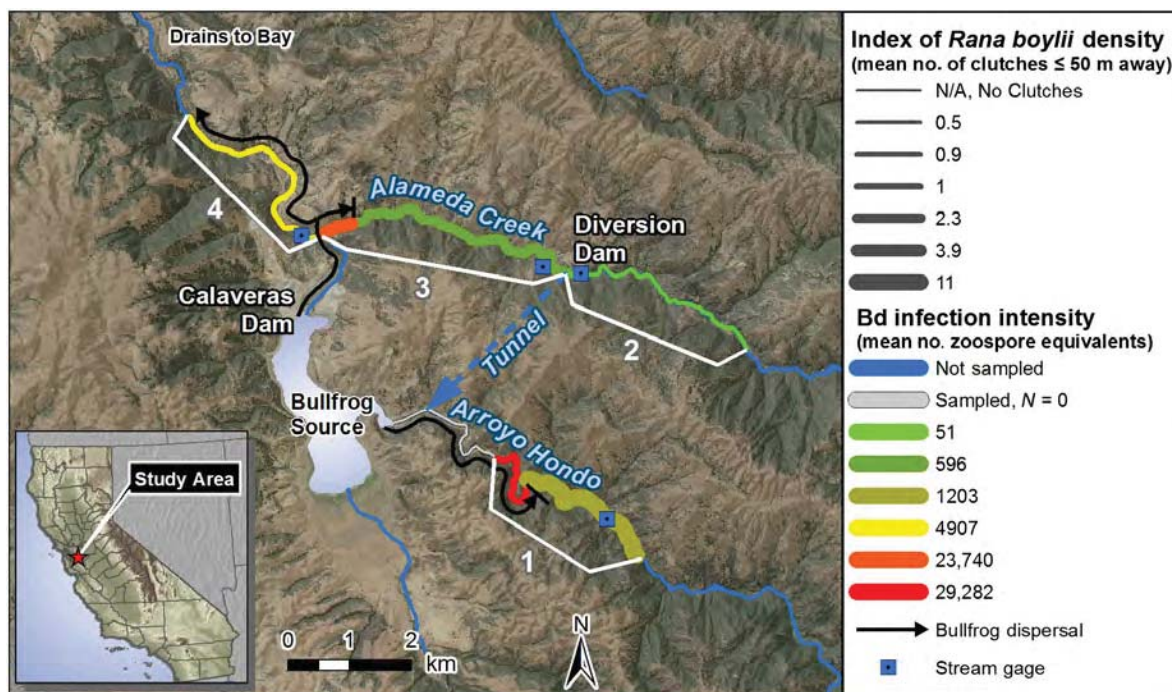 Drains to Bay
Alameda Creek
Diversion
Dam
4
3
2
Calaveras
Dam
Tunnel
Bullfrog
Source
Arroyo Hondo
1
Study Area
0 1 2
km
N
Index of Rana boylii density
(mean no. of clutches ≤ 50 m away)
N/A, No Clutches
0.5
0.9
1
2.3
3.9
11
Bd infection intensity
(mean no. zoospore equivalents)
Not sampled
Sampled, N = 0
51
596
1203
4907
23,740
29,282
Bullfrog dispersal
Stream gage